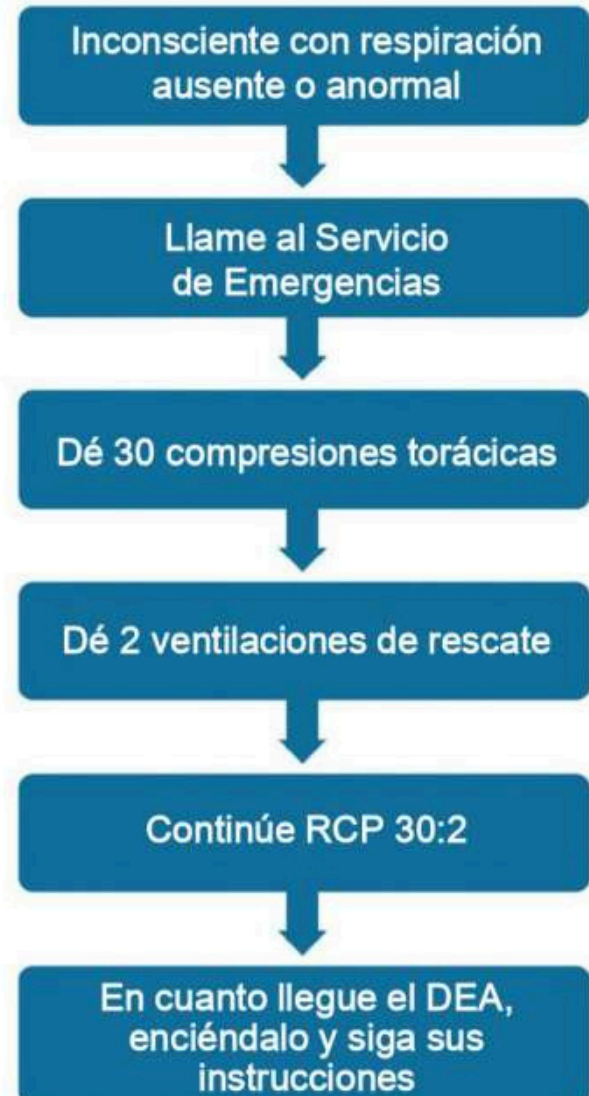 Inconsciente con respiración
ausente o anormal
Llame al Servicio
de Emergencias
Dé 30 compresiones torácicas
Dé 2 ventilaciones de rescate
Continúe RCP 30:2
En cuanto llegue el DEA,
enciéndalo y siga sus
instrucciones